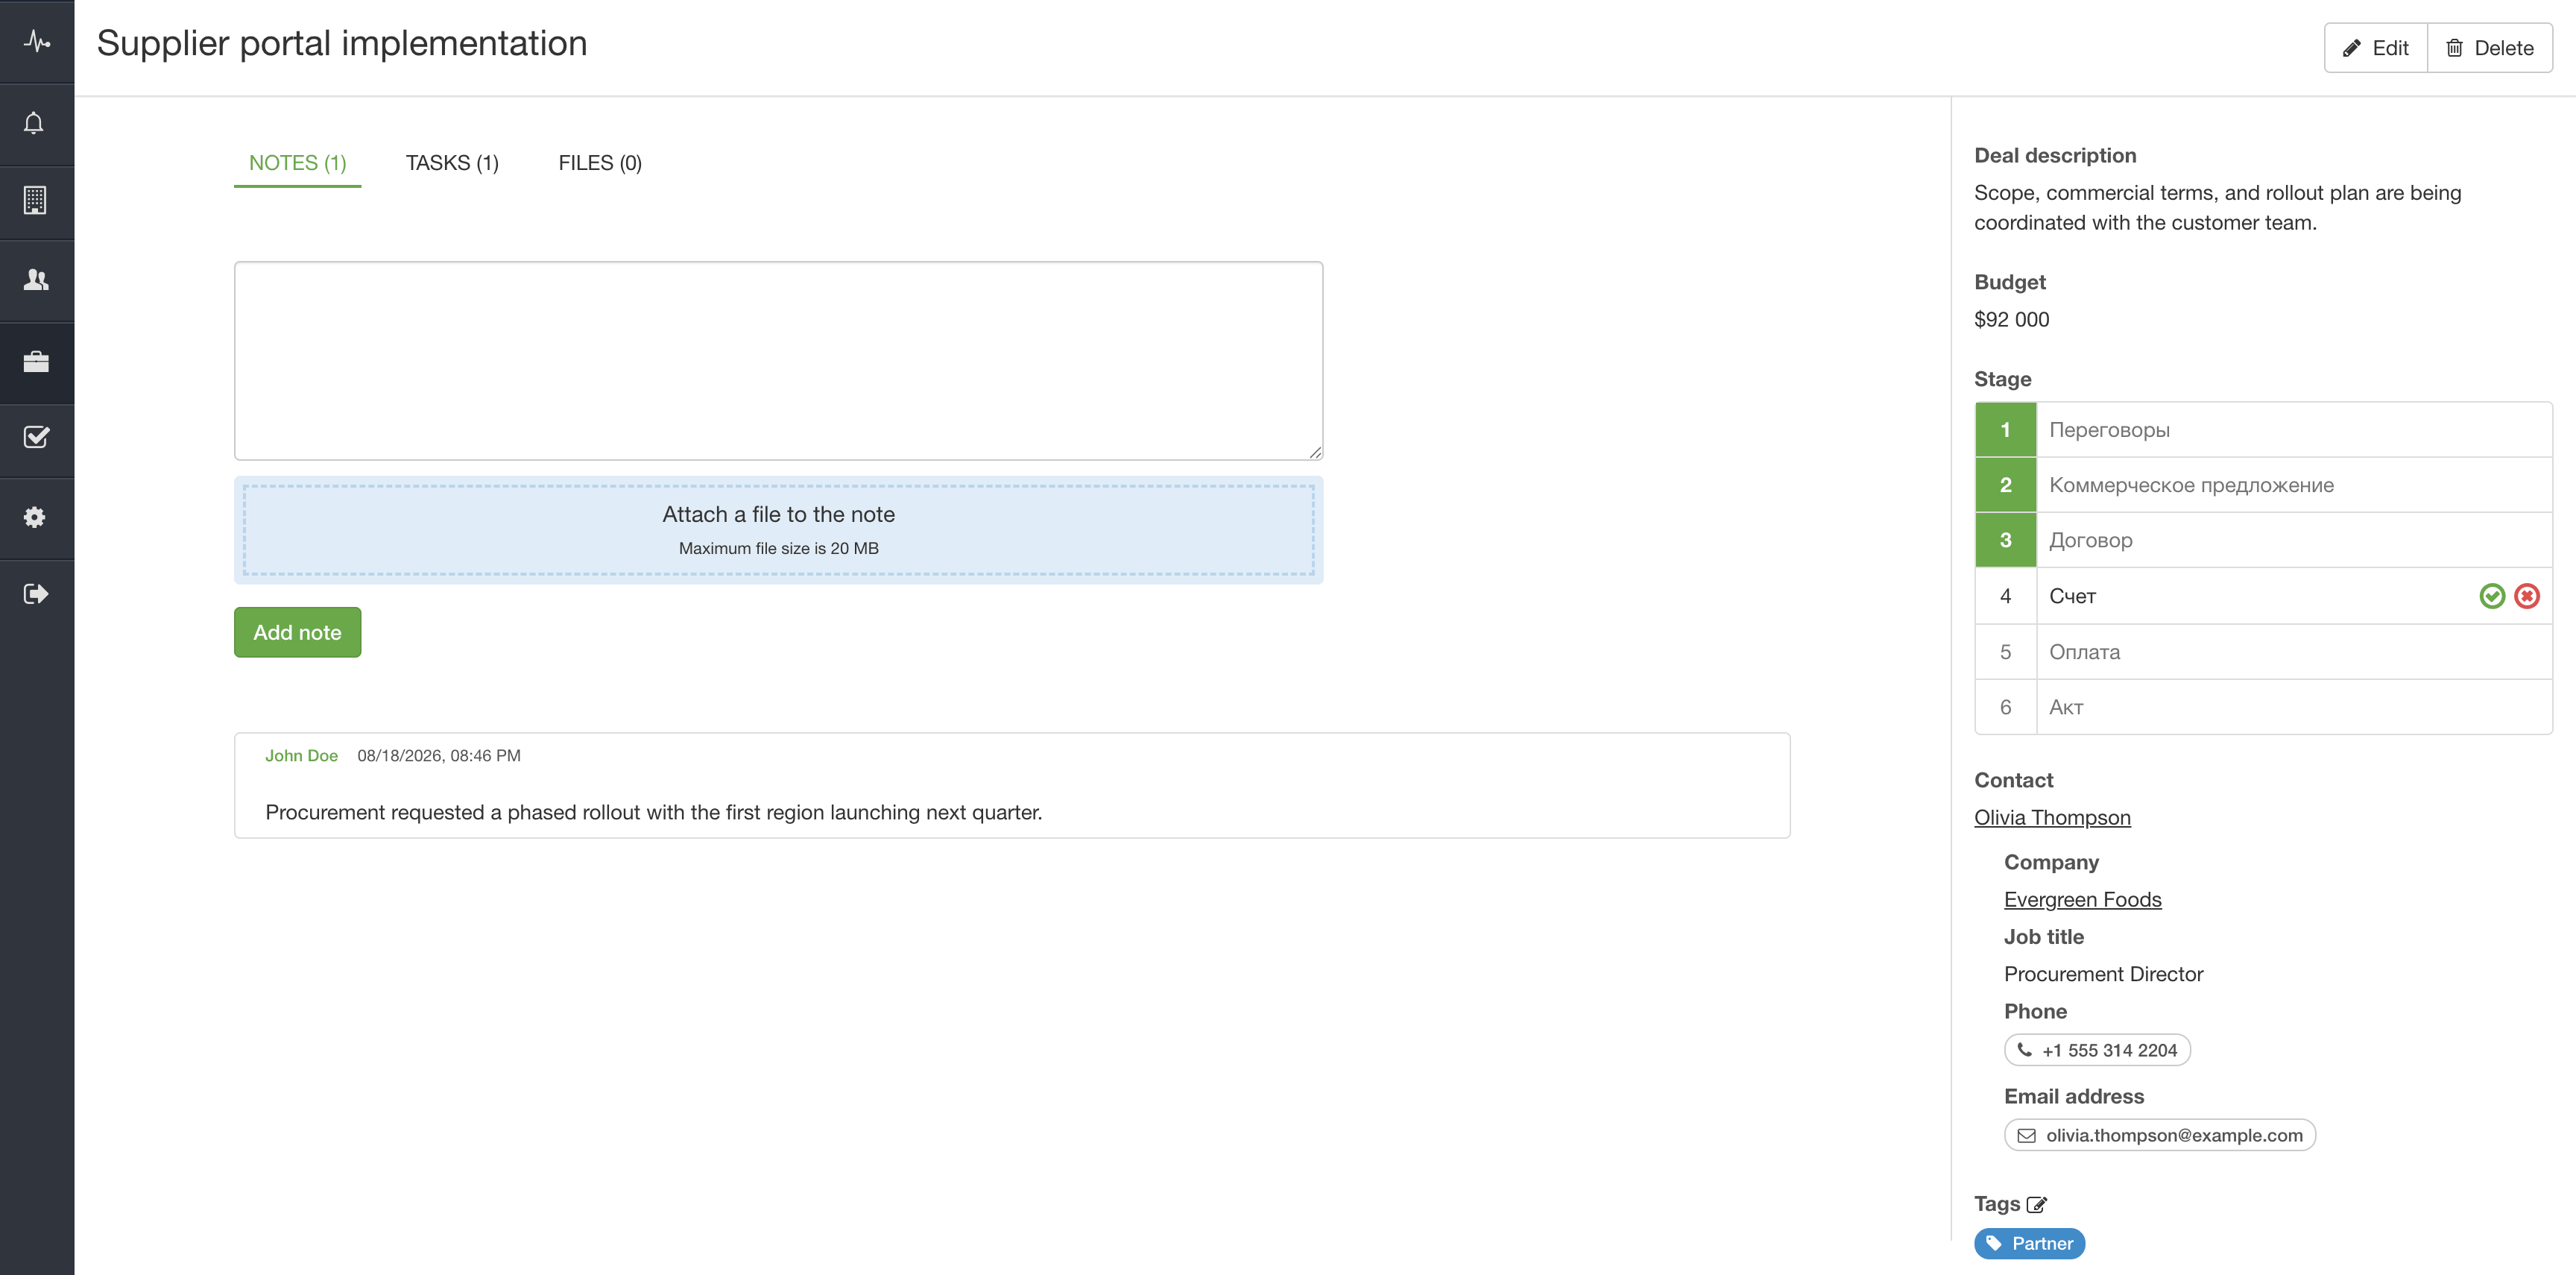 Supplier portal implementation
Edit
Delete
NOTES (1)
TASKS (1)
FILES (0)
Attach a file to the note
Maximum file size is 20 MB
Add note
John Doe 08/18/2026, 08:46 PM
Procurement requested a phased rollout with the first region launching next quarter.
Deal description
Scope, commercial terms, and rollout plan are being
coordinated with the customer team.
Budget
$92 000
Stage
1 Переговоры
2 Коммерческое предложение
3 Договор
4 Счет
5 Оплата
6 Акт
Contact
Olivia Thompson
Company
Evergreen Foods
Job title
Procurement Director
Phone
+1 555 314 2204
Email address
olivia.thompson@example.com
Tags
Partner